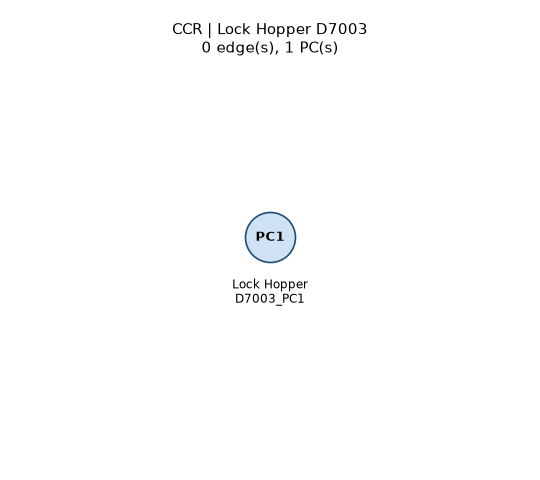 CCR | Lock Hopper D7003
0 edge(s), 1 PC(s)
PC1
Lock Hopper
D7003_PC1